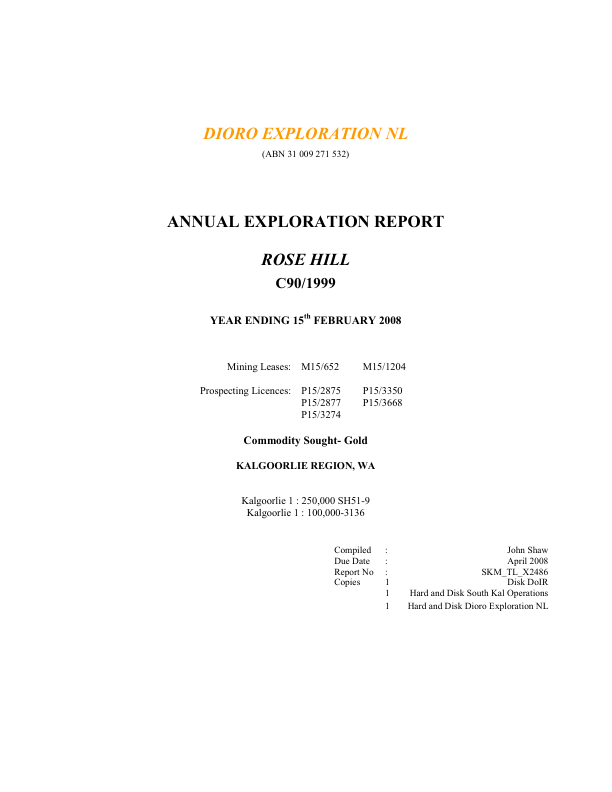 DIORO EXPLORATION NL
(ABN 31 009 271 532)
ANNUAL EXPLORATION REPORT
ROSE HILL
C90/1999
YEAR ENDING 15th FEBRUARY 2008
Mining Leases: M15/652 M15/1204
Prospecting Licences: P15/2875 P15/3350
P15/2877 P15/3668
P15/3274
Commodity Sought- Gold
KALGOORLIE REGION, WA
Kalgoorlie 1 : 250,000 SH51-9
Kalgoorlie 1 : 100,000-3136
Compiled : John Shaw
Due Date : April 2008
Report No : SKM_TL_X2486
Copies 1 Disk DoIR
1 Hard and Disk South Kal Operations
1 Hard and Disk Dioro Exploration NL